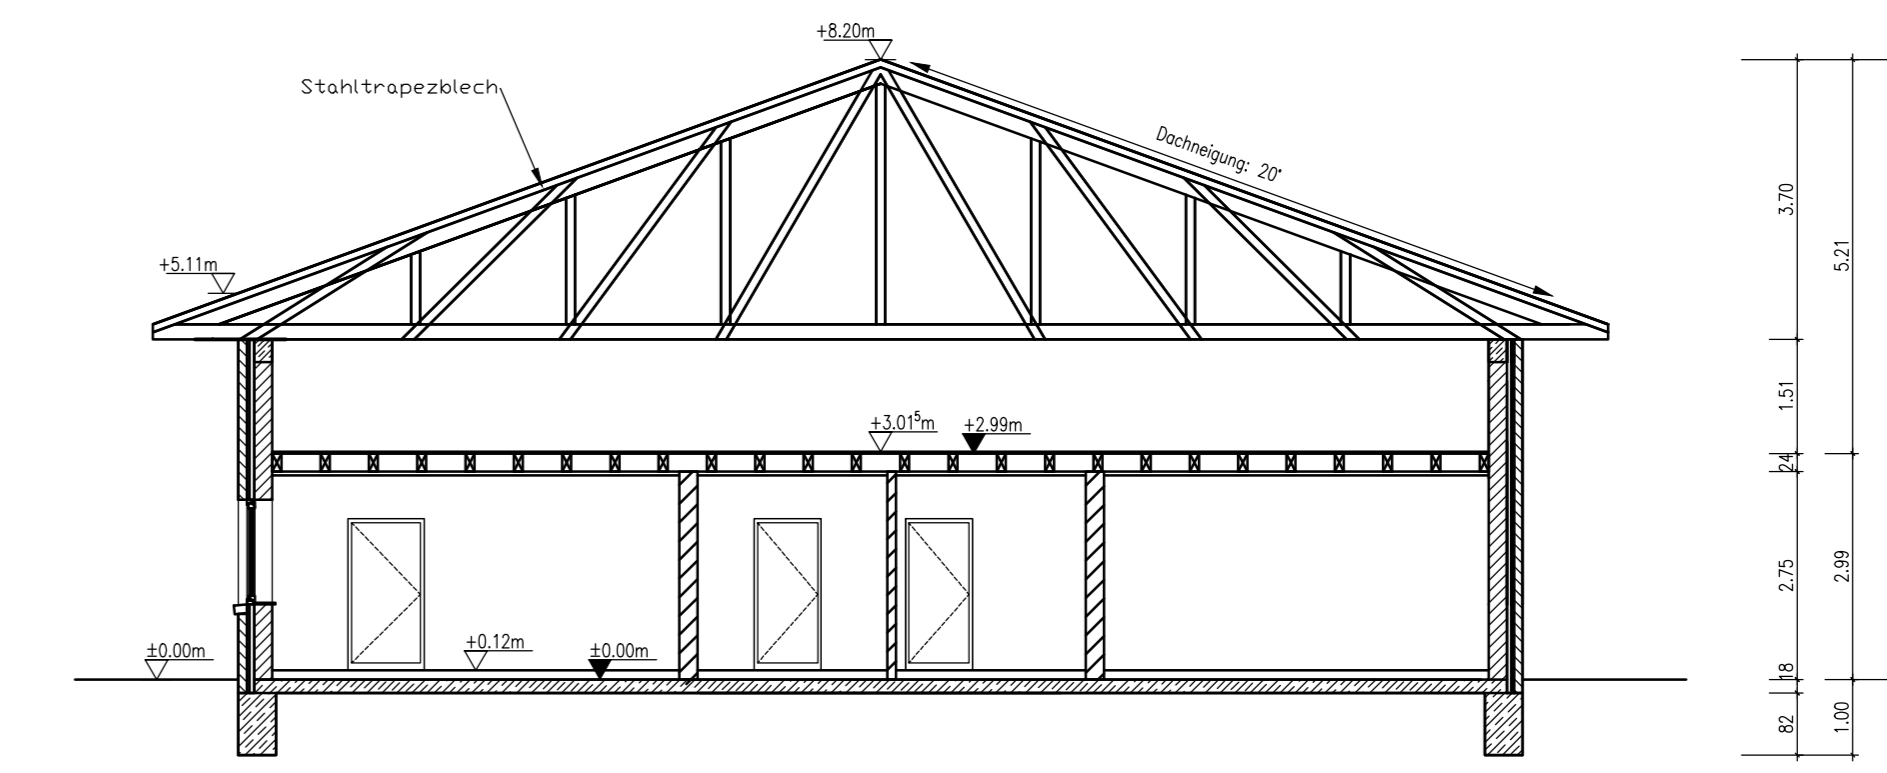 +8.20m
Stahltrapezblech
Dachneigung: 20°
+5.11m
+3.01⁵m
+2.99m
±0.00m
+0.12m
±0.00m
3.70
5.21
1.51
24
2.75
2.99
18
82
1.00